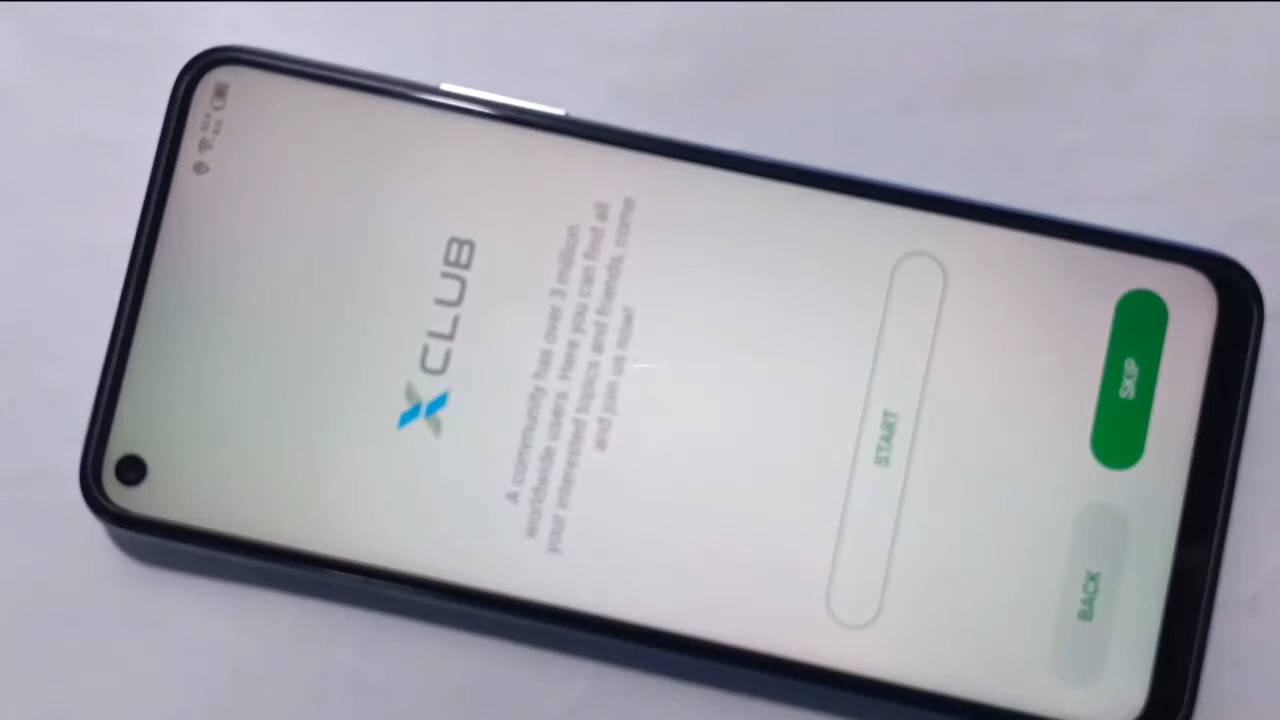 X CLUB
A community has over 3 million
worldwide users. Here you can find all
your interested topics and friends, come
and join us now!
START
BACK
SKIP